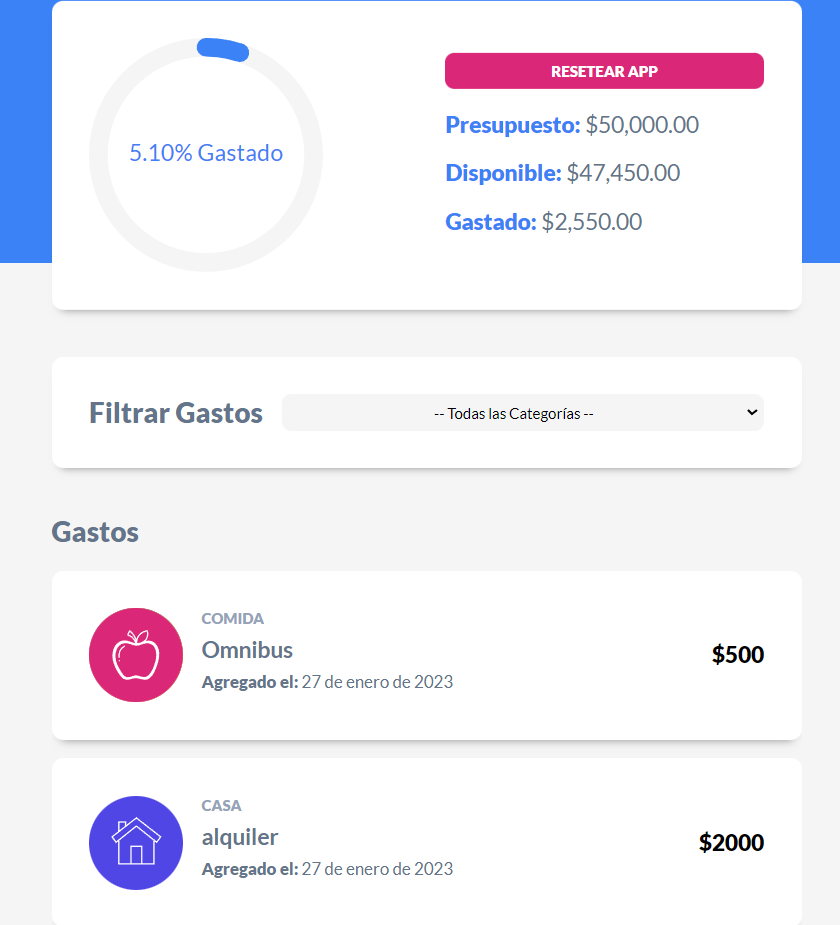 5.10% Gastado
RESETEAR APP
Presupuesto: $50,000.00
Disponible: $47,450.00
Gastado: $2,550.00
Filtrar Gastos
-- Todas las Categorías --
Gastos
COMIDA
Omnibus
Agregado el: 27 de enero de 2023
$500
CASA
alquiler
Agregado el: 27 de enero de 2023
$2000